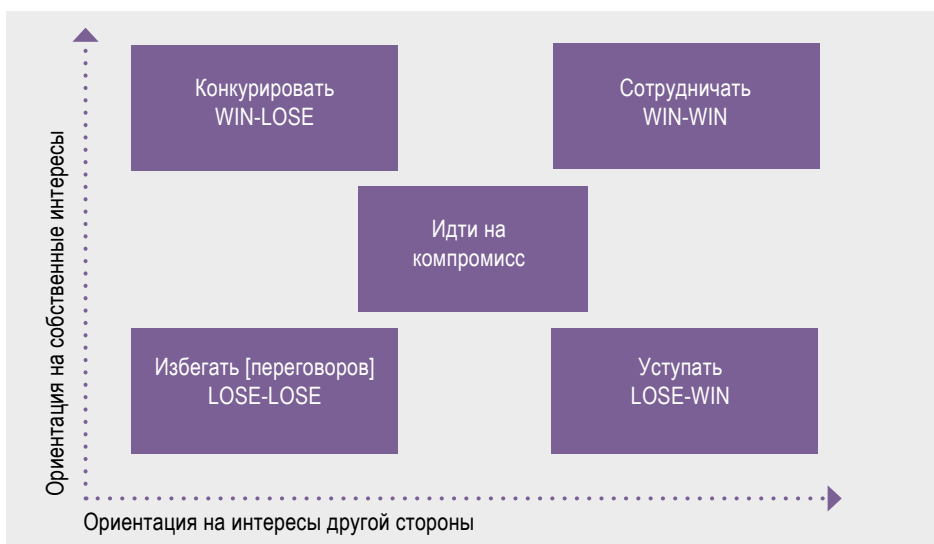 Конкурировать
WIN-LOSE
Сотрудничать
WIN-WIN
Идти на
компромисс
Избегать [переговоров]
LOSE-LOSE
Уступать
LOSE-WIN
Ориентация на собственные интересы
Ориентация на интересы другой стороны